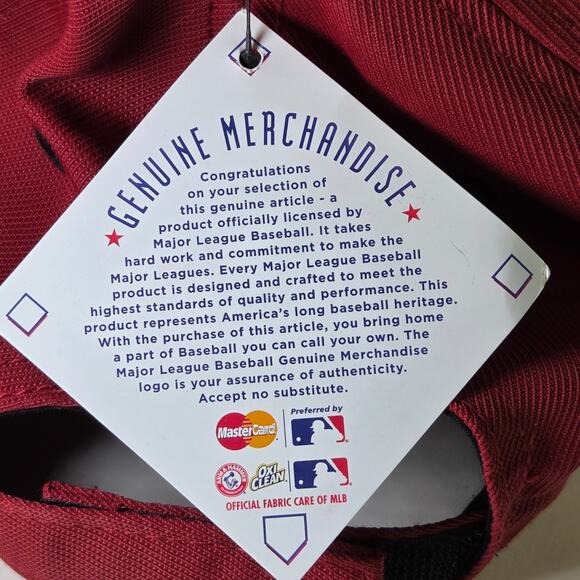 GENUINE MERCHANDISE
Congratulations
on your selection of
this genuine article - a
product officially licensed by
Major League Baseball. It takes
hard work and commitment to make the
Major Leagues. Every Major League Baseball
product is designed and crafted to meet the
highest standards of quality and performance. This
product represents America's long baseball heritage.
With the purchase of this article, you bring home
a part of Baseball you can call your own. The
Major League Baseball Genuine Merchandise
logo is your assurance of authenticity.
Accept no substitute.
Preferred by
MasterCard
ARM & HAMMER
OXI
CLEAN
OFFICIAL FABRIC CARE OF MLB